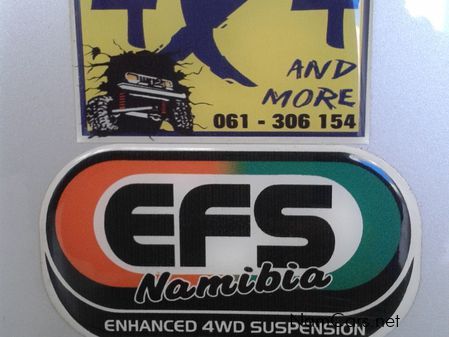 4X4
AND
MORE
061 - 306 154
EFS
Namibia
ENHANCED 4WD SUSPENSION
NamCars.net